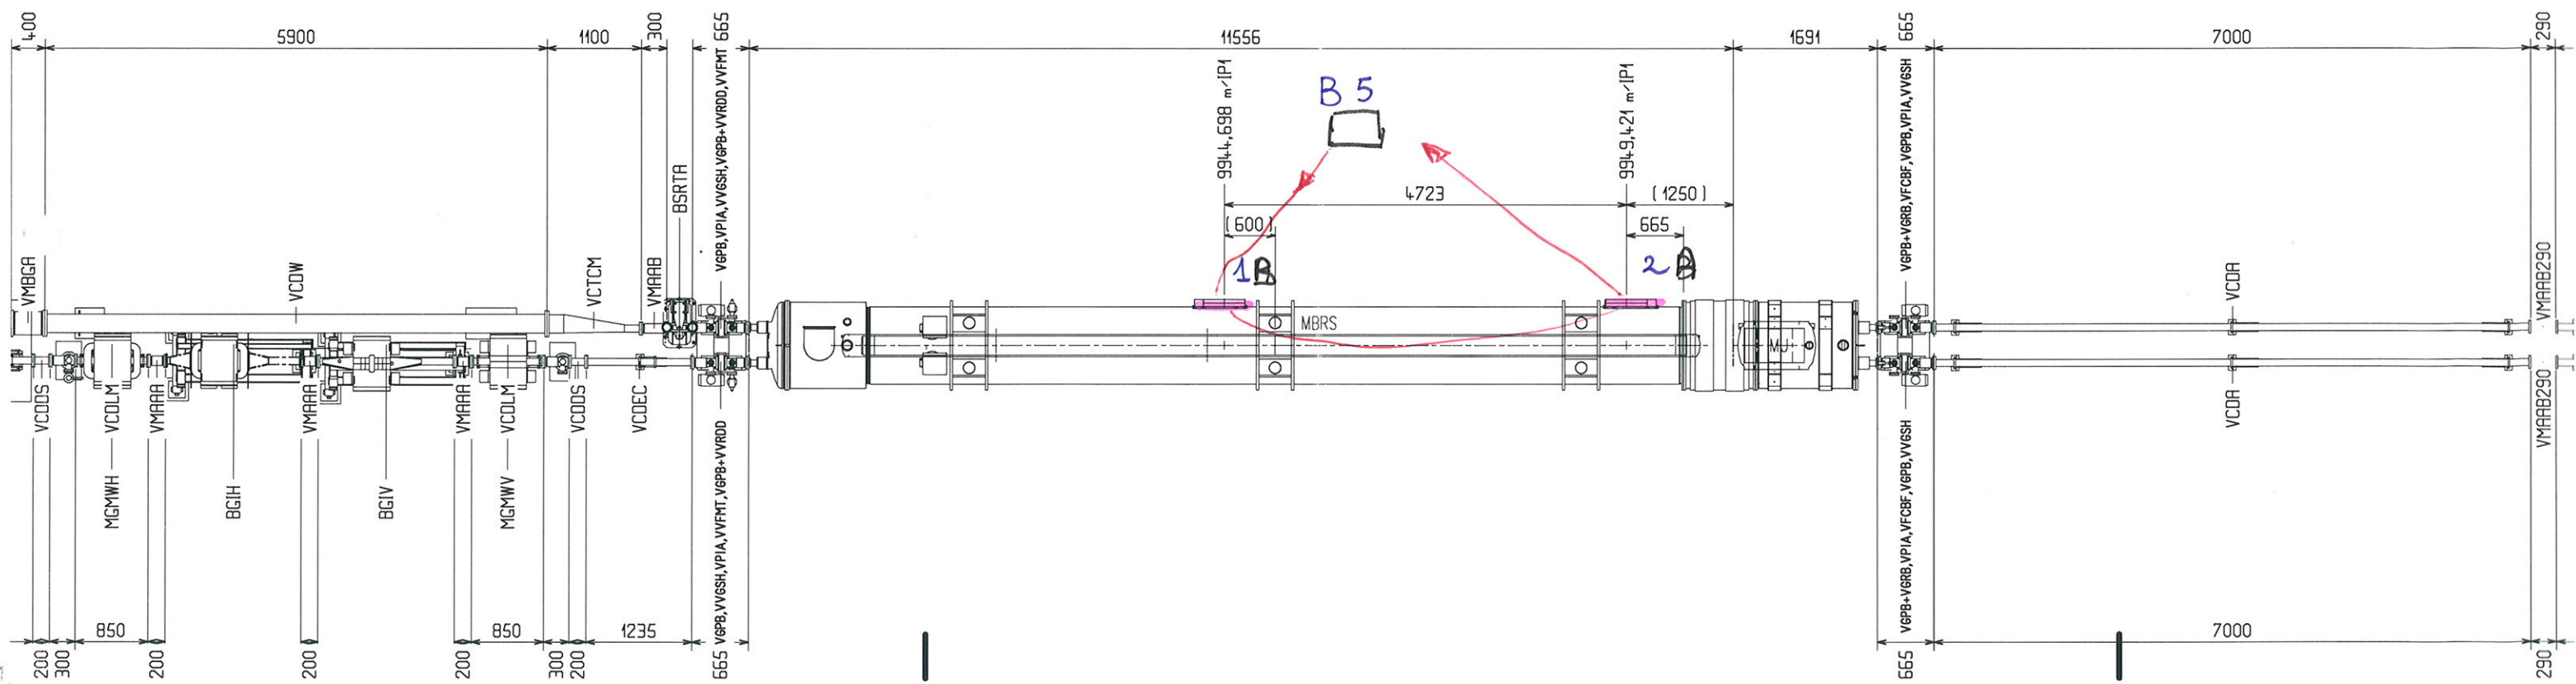 400
5900
1100
300
665
11556
1691
665
7000
290
VGPB,VPIA,VVGSH,VGPB+VVRDD,VVFMT
9944,698 m/IP1
B 5
9949,421 m/IP1
VGPB+VGRB,VFCBF,VGPB,VPIA,VVGSH
BSRTA
4723
(1250)
(600)
665
VMBGA
VCDW
VCTCM
VMAAB
1B
2B
VCDA
VMAAB290
MBRS
MJ
VCDDS
VCDLM
VMAAA
VMAAA
VMAAA
VCDLM
VCDDS
VCDEC
VCDA
VMAAB290
MGMWH
BGIH
BGIV
MGMWV
VGPB,VVGSH,VPIA,VVFMT,VGPB+VVRDD
VGPB+VGRB,VPIA,VFCBF,VGPB,VVGSH
200
300
850
200
200
200
850
300
200
1235
665
665
7000
290